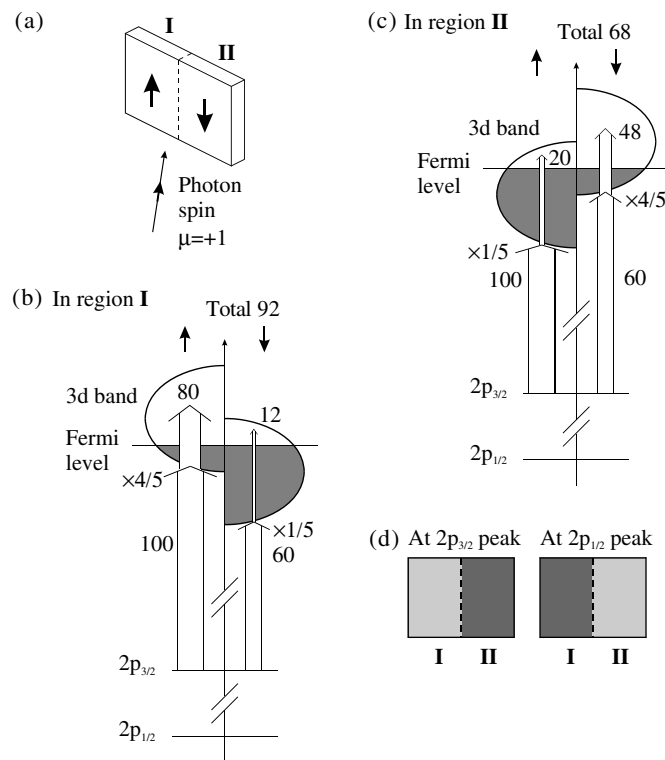 (a)
I
II
Photon
spin
μ=+1
(b) In region I
Total 92
3d band
80
12
Fermi
level
×4/5
×1/5
100
60
2p3/2
2p1/2
(c) In region II
Total 68
3d band
20
48
Fermi
level
×4/5
×1/5
100
60
2p3/2
2p1/2
(d) At 2p3/2 peak At 2p1/2 peak
I II I II